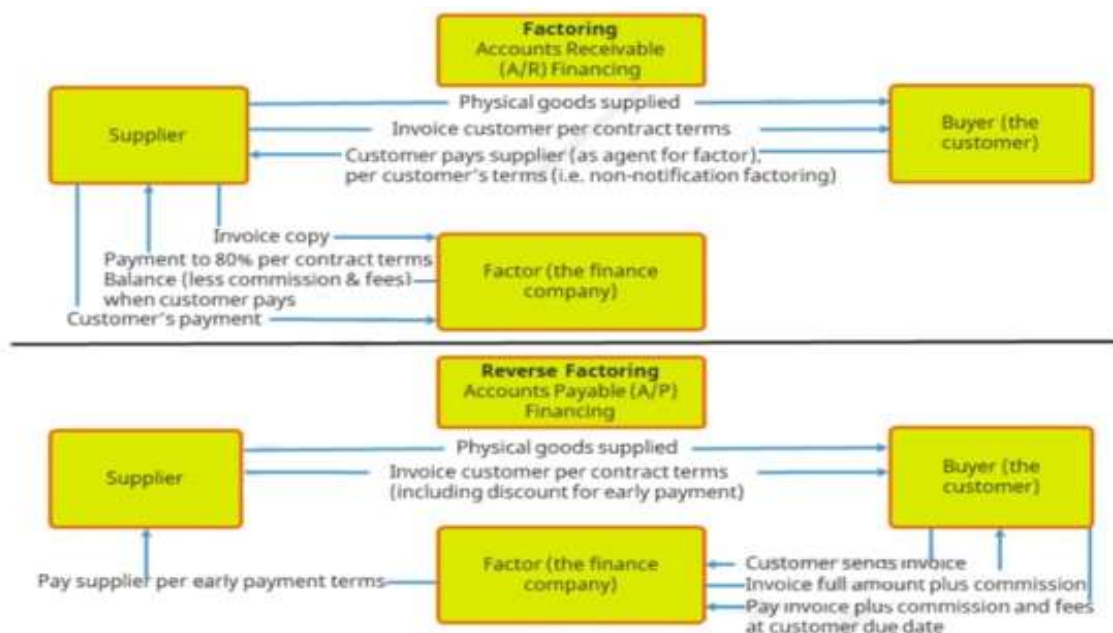 Factoring
Accounts Receivable
(A/R) Financing
Physical goods supplied
Supplier
Invoice customer per contract terms
Buyer (the
customer)
Customer pays supplier (as agent for factor),
per customer's terms (i.e. non-notification factoring)
Invoice copy
Payment to 80% per contract terms
Balance (less commission & fees)
when customer pays
Customer's payment
Factor (the finance
company)
Reverse Factoring
Accounts Payable (A/P)
Financing
Physical goods supplied
Supplier
Invoice customer per contract terms
(including discount for early payment)
Buyer (the
customer)
Pay supplier per early payment terms
Factor (the finance
company)
Customer sends invoice
Invoice full amount plus commission
Pay invoice plus commission and fees
at customer due date